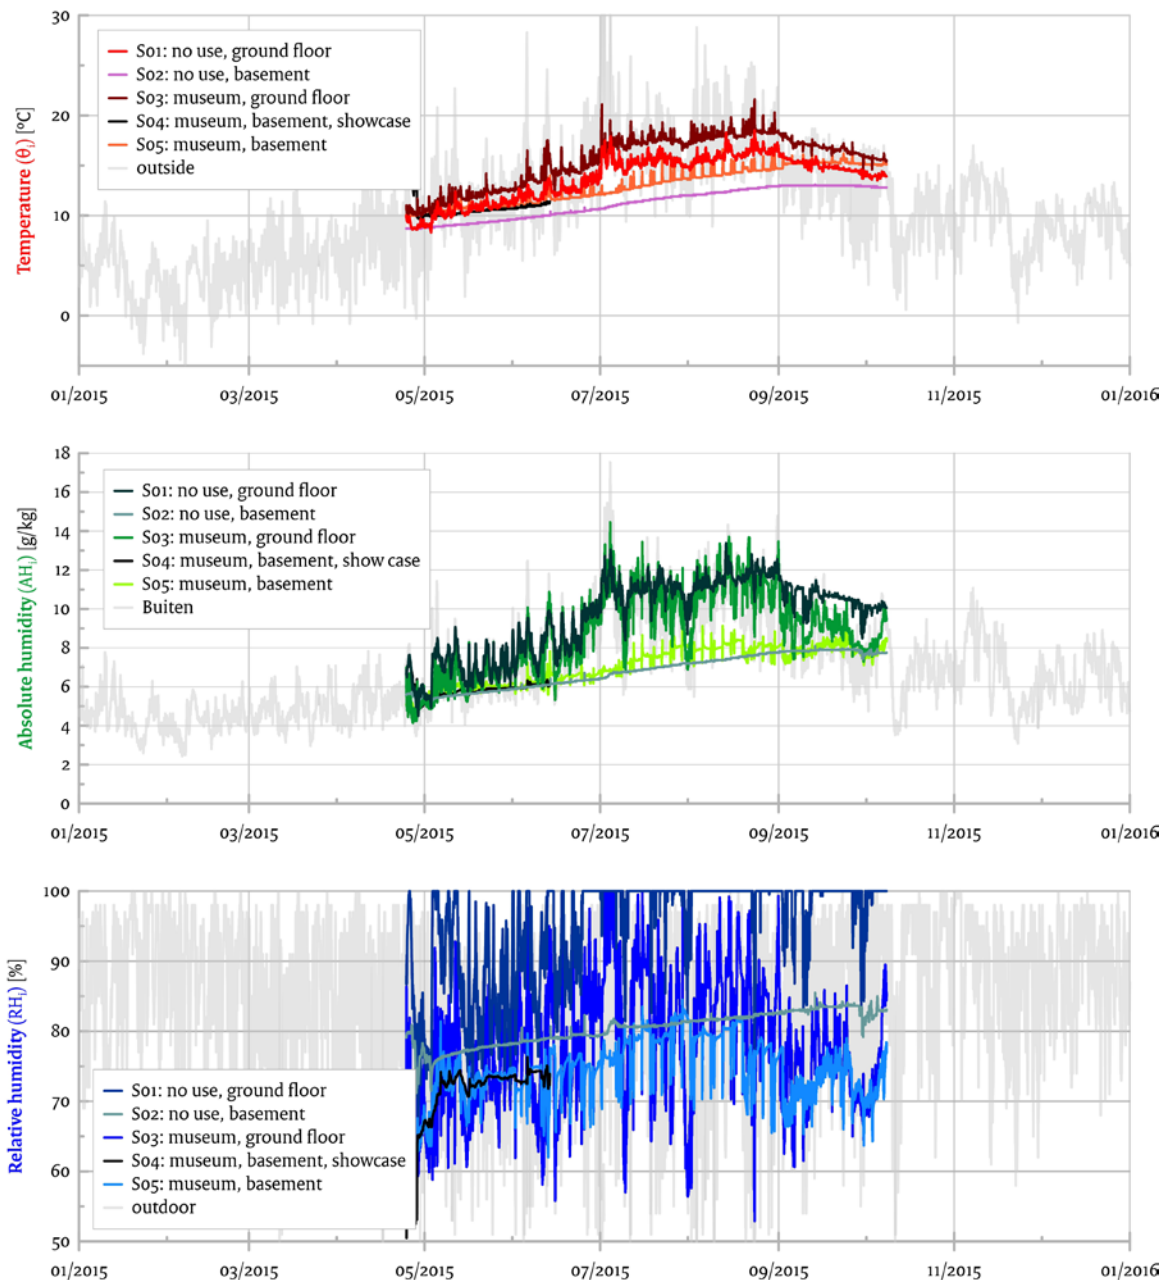 30
20
10
0
Temperature (θᵢ) [ºC]
S01: no use, ground floor
S02: no use, basement
S03: museum, ground floor
S04: museum, basement, showcase
S05: museum, basement
outside
01/2015 03/2015 05/2015 07/2015 09/2015 11/2015 01/2016
18
16
14
12
10
8
6
4
2
0
Absolute humidity (AHᵢ) [g/kg]
S01: no use, ground floor
S02: no use, basement
S03: museum, ground floor
S04: museum, basement, show case
S05: museum, basement
Buiten
01/2015 03/2015 05/2015 07/2015 09/2015 11/2015 01/2016
100
90
80
70
60
50
Relative humidity (RHᵢ) [%]
S01: no use, ground floor
S02: no use, basement
S03: museum, ground floor
S04: museum, basement, showcase
S05: museum, basement
outdoor
01/2015 03/2015 05/2015 07/2015 09/2015 11/2015 01/2016